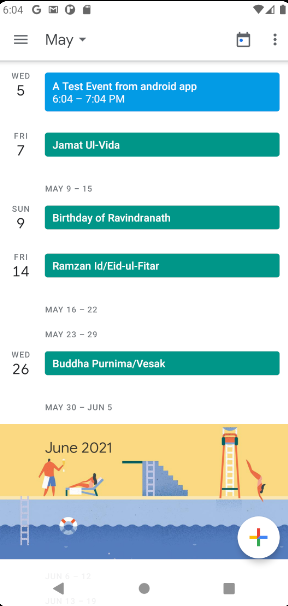 6:04
May
WED
5
A Test Event from android app
6:04 – 7:04 PM
FRI
7
Jamat Ul-Vida
MAY 9 – 15
SUN
9
Birthday of Ravindranath
FRI
14
Ramzan Id/Eid-ul-Fitar
MAY 16 – 22
MAY 23 – 29
WED
26
Buddha Purnima/Vesak
MAY 30 – JUN 5
June 2021
JUN 6 – 12
JUN 13 – 19